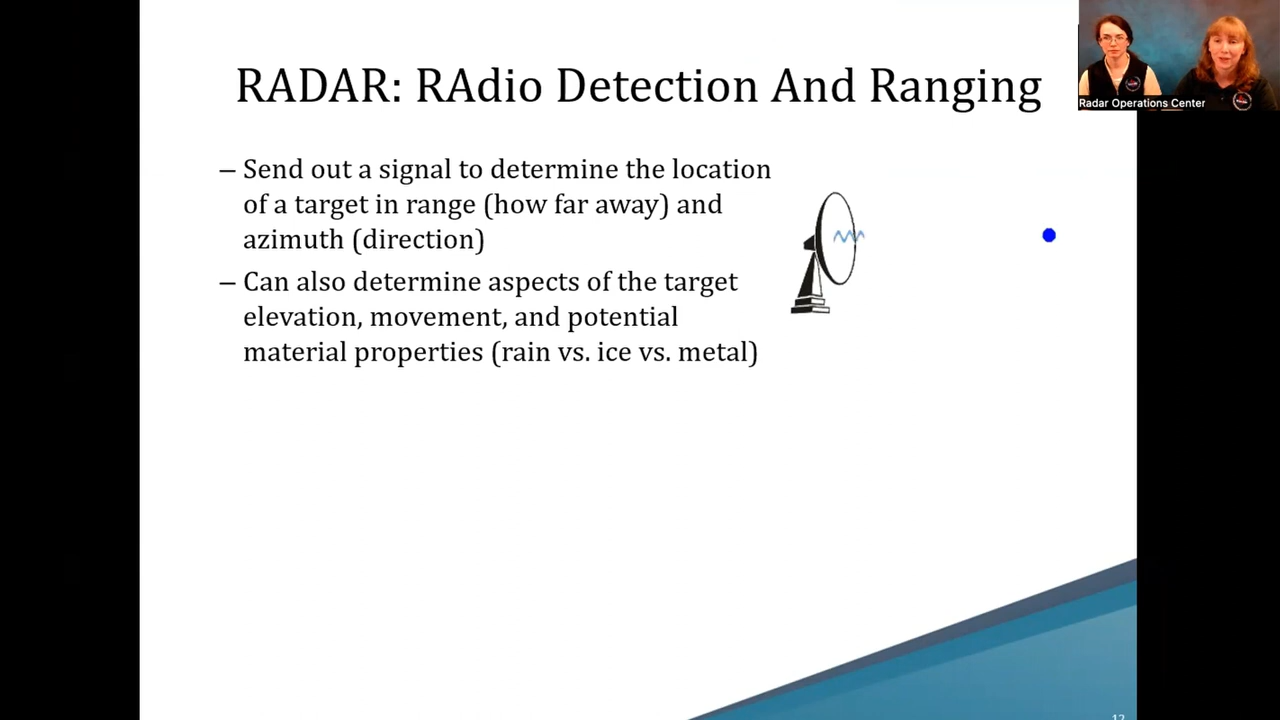 RADAR: RAdio Detection And Ranging
Radar Operations Center
– Send out a signal to determine the location
of a target in range (how far away) and
azimuth (direction)
– Can also determine aspects of the target
elevation, movement, and potential
material properties (rain vs. ice vs. metal)
12